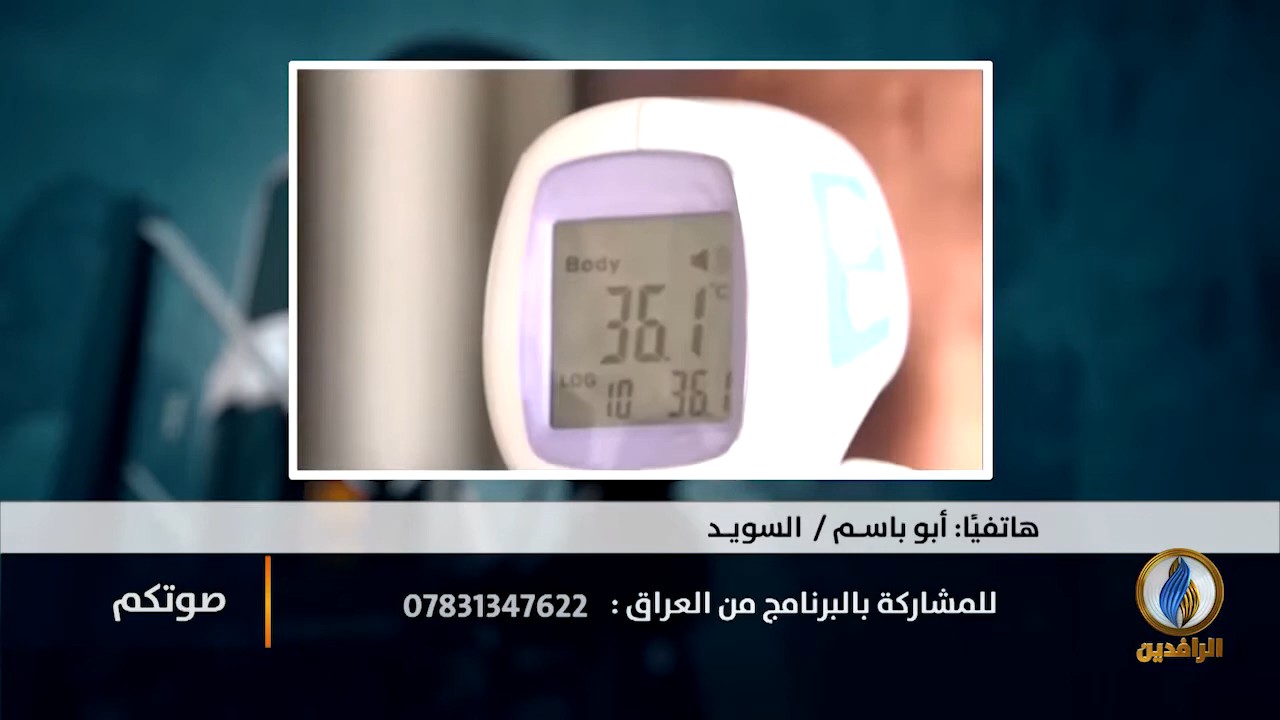 Body
°C
36.1
LOG 10 36.1
هاتفيًا: أبو باسم / السويد
للمشاركة بالبرنامج من العراق : 07831347622
صوتكم
الرافدين